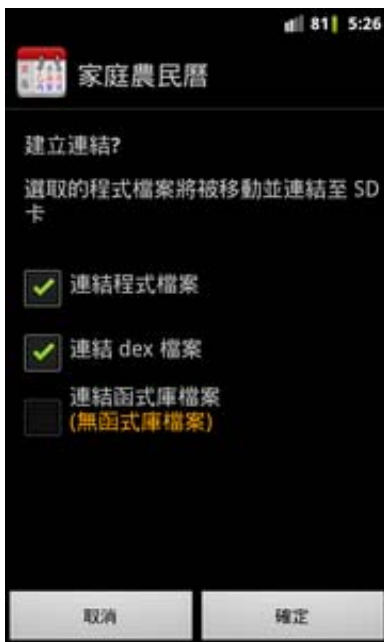 81 5:26
家庭農民曆
建立連結?
選取的程式檔案將被移動並連結至 SD
卡
連結程式檔案
連結 dex 檔案
連結函式庫檔案
(無函式庫檔案)
取消 確定